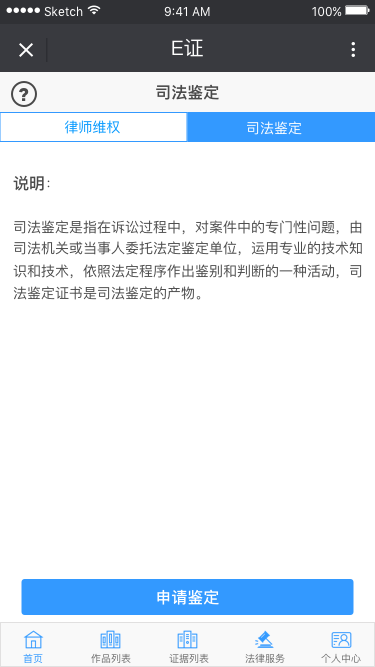 Sketch
9:41 AM
100%
E证
?
司法鉴定
律师维权
司法鉴定
说明：
司法鉴定是指在诉讼过程中，对案件中的专门性问题，由
司法机关或当事人委托法定鉴定单位，运用专业的技术知
识和技术，依照法定程序作出鉴别和判断的一种活动，司
法鉴定证书是司法鉴定的产物。
申请鉴定
首页
作品列表
证据列表
法律服务
个人中心